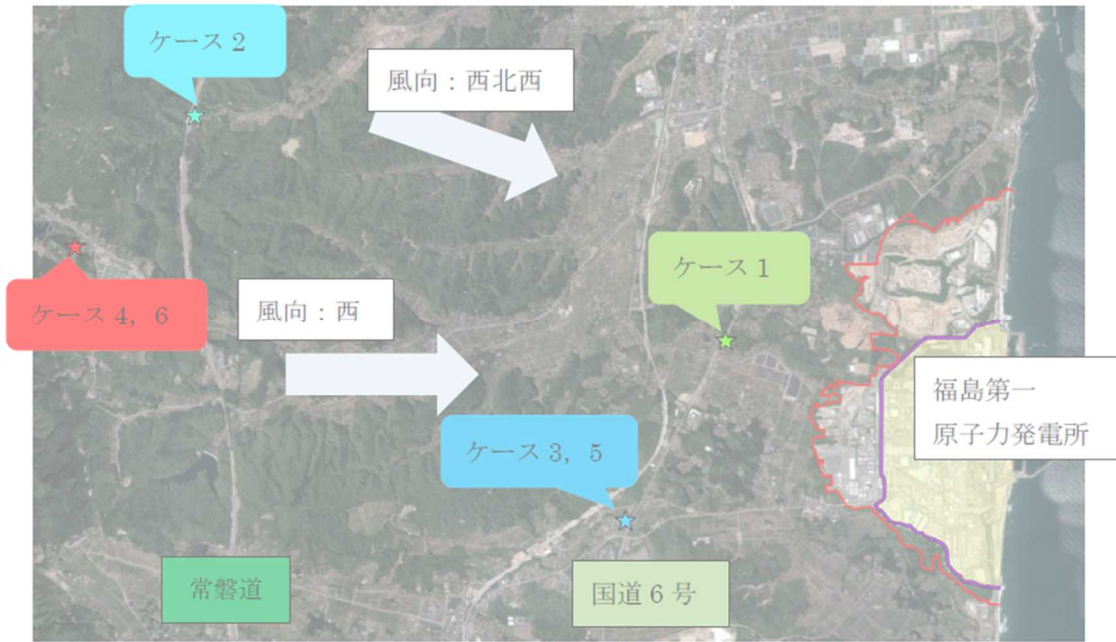 ケース 2
風向：西北西
ケース 1
ケース 4，6
風向：西
福島第一
原子力発電所
ケース 3，5
常磐道
国道 6 号